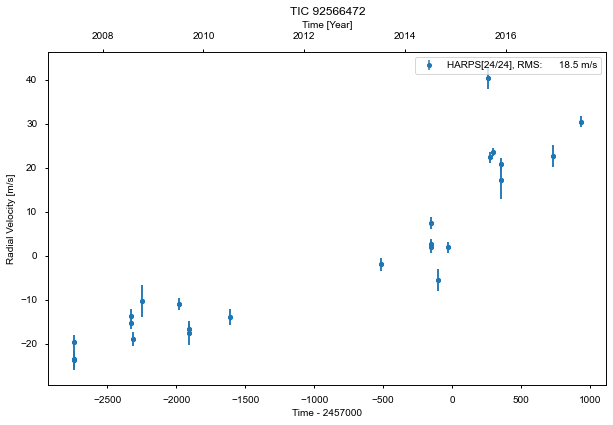 TIC 92566472
Time [Year]
2008 2010 2012 2014 2016
HARPS[24/24], RMS: 18.5 m/s
40
30
20
10
0
−10
−20
Radial Velocity [m/s]
−2500 −2000 −1500 −1000 −500 0 500 1000
Time - 2457000